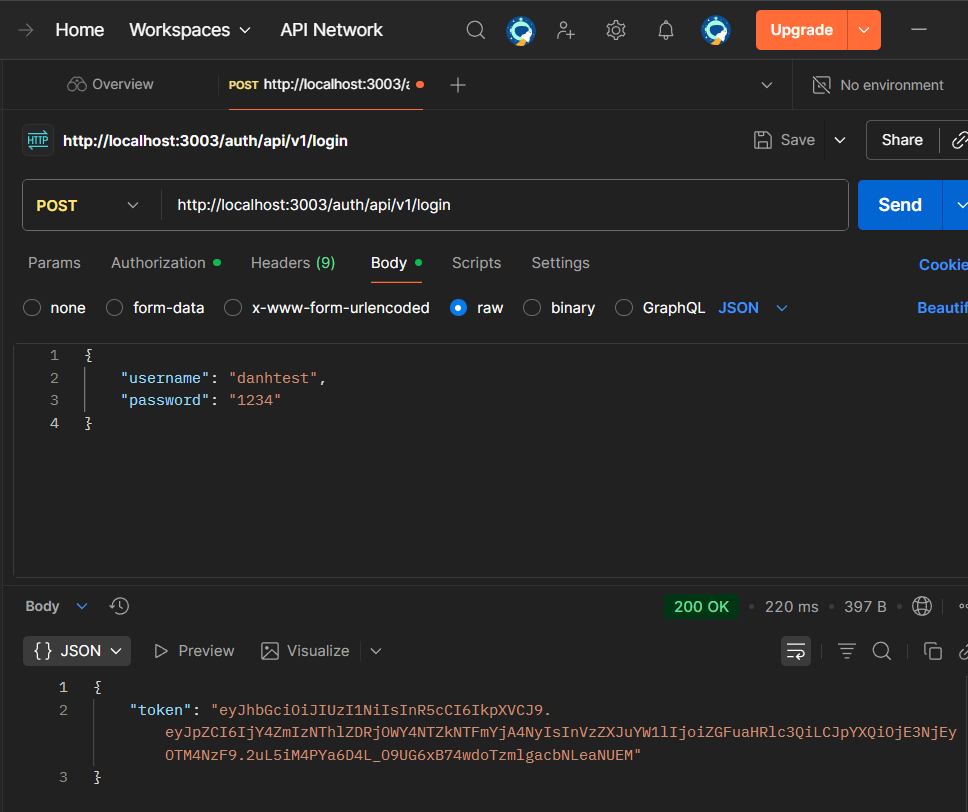 Home Workspaces API Network Upgrade
Overview POST http://localhost:3003/a No environment
HTTP http://localhost:3003/auth/api/v1/login Save Share
POST http://localhost:3003/auth/api/v1/login Send
Params Authorization Headers (9) Body Scripts Settings Cookie
none form-data x-www-form-urlencoded raw binary GraphQL JSON Beautif
1 {
2 "username": "danhtest",
3 "password": "1234"
4 }
Body 200 OK 220 ms 397 B
{} JSON Preview Visualize
1 {
2 "token": "eyJhbGciOiJIUzI1NiIsInR5cCI6IkpXVCJ9.
eyJpZCI6IjY4ZmIzNThlZDRjOWY4NTZkNTFmYjA4NyIsInVzZXJuYW1lIjoiZGFuaHRlc3QiLCJpYXQiOjE3NjEy
OTM4NzF9.2uL5iM4PYa6D4L_O9UG6xB74wdoTzmlgacbNLeaNUEM"
3 }